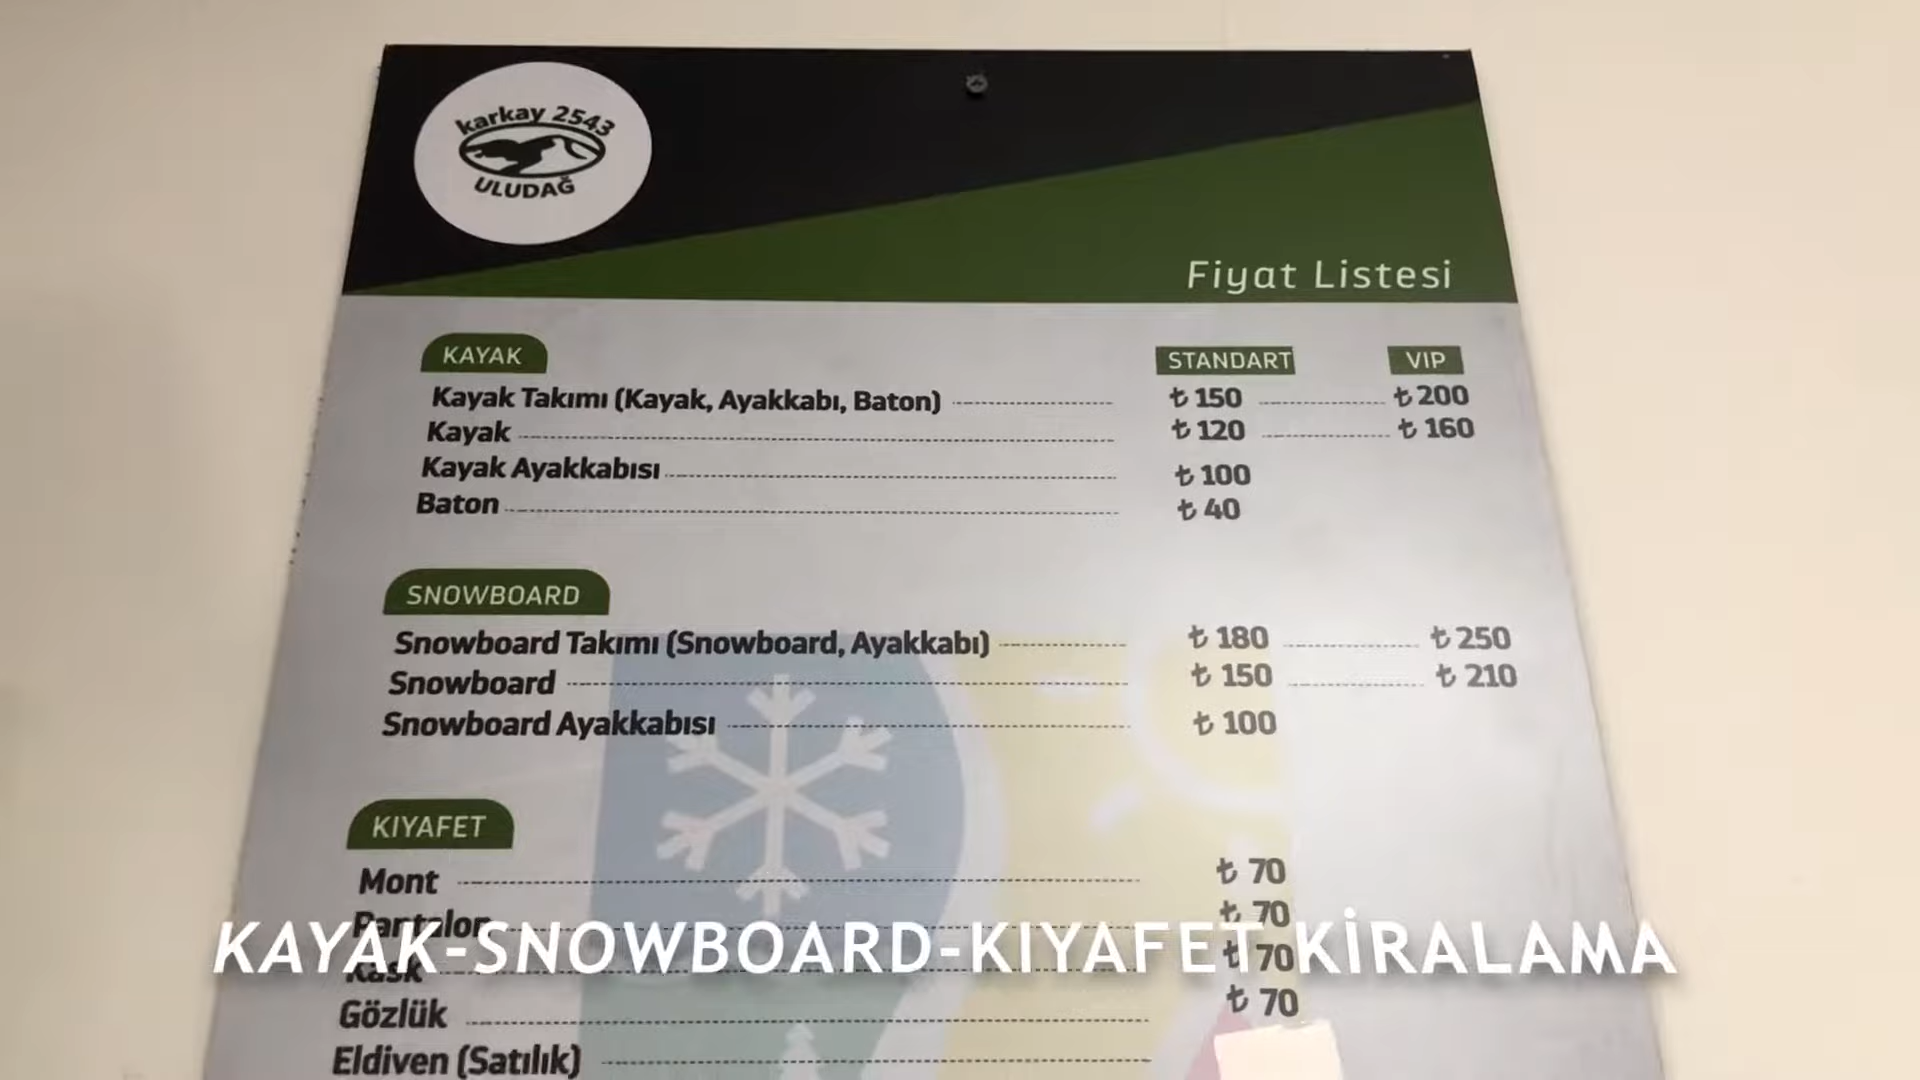 karkay 2543
ULUDAĞ
Fiyat Listesi
KAYAK STANDART VIP
Kayak Takımı (Kayak, Ayakkabı, Baton) ₺ 150 ₺ 200
Kayak ₺ 120 ₺ 160
Kayak Ayakkabısı ₺ 100
Baton ₺ 40
SNOWBOARD
Snowboard Takımı (Snowboard, Ayakkabı) ₺ 180 ₺ 250
Snowboard ₺ 150 ₺ 210
Snowboard Ayakkabısı ₺ 100
KIYAFET
Mont ₺ 70
Pantalon ₺ 70
KAYAK-SNOWBOARD-KIYAFET KİRALAMA
Kask ₺ 70
Gözlük ₺ 70
Eldiven (Satılık)